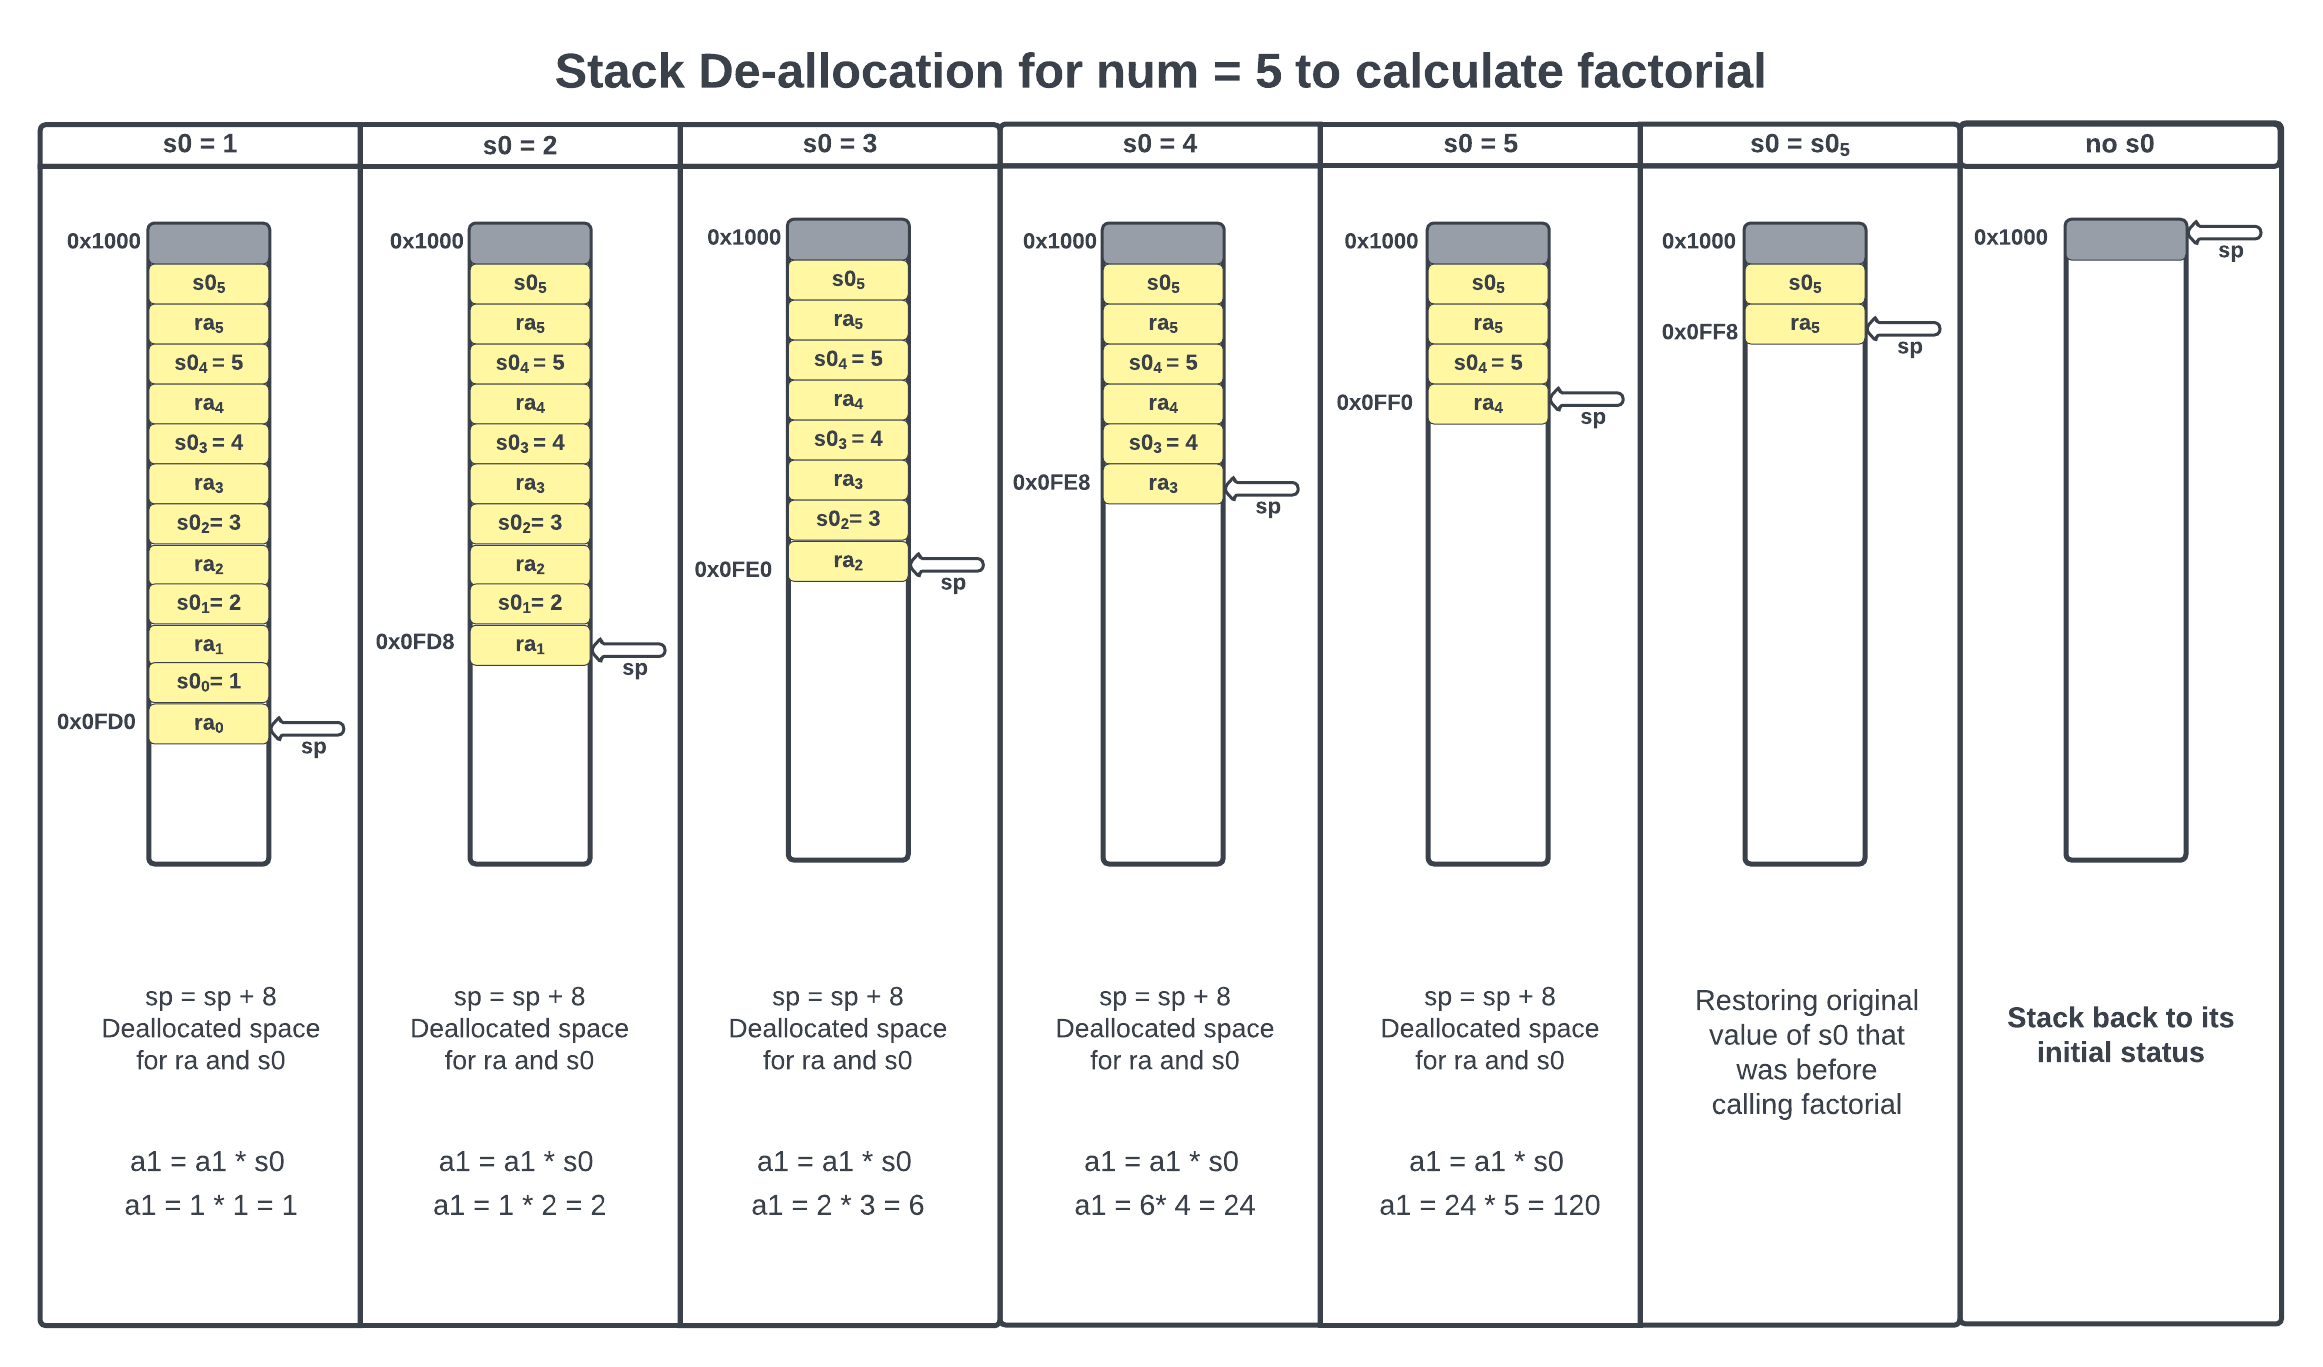 Stack De-allocation for num = 5 to calculate factorial
s0 = 1
0x1000
s0₅
ra₅
s0₄ = 5
ra₄
s0₃ = 4
ra₃
s0₂= 3
ra₂
s0₁= 2
ra₁
s0₀= 1
0x0FD0
ra₀
sp
sp = sp + 8
Deallocated space
for ra and s0
a1 = a1 * s0
a1 = 1 * 1 = 1
s0 = 2
0x1000
s0₅
ra₅
s0₄ = 5
ra₄
s0₃ = 4
ra₃
s0₂= 3
ra₂
s0₁= 2
0x0FD8
ra₁
sp
sp = sp + 8
Deallocated space
for ra and s0
a1 = a1 * s0
a1 = 1 * 2 = 2
s0 = 3
0x1000
s0₅
ra₅
s0₄ = 5
ra₄
s0₃ = 4
ra₃
s0₂= 3
0x0FE0
ra₂
sp
sp = sp + 8
Deallocated space
for ra and s0
a1 = a1 * s0
a1 = 2 * 3 = 6
s0 = 4
0x1000
s0₅
ra₅
s0₄ = 5
ra₄
s0₃ = 4
0x0FE8
ra₃
sp
sp = sp + 8
Deallocated space
for ra and s0
a1 = a1 * s0
a1 = 6* 4 = 24
s0 = 5
0x1000
s0₅
ra₅
s0₄ = 5
0x0FF0
ra₄
sp
sp = sp + 8
Deallocated space
for ra and s0
a1 = a1 * s0
a1 = 24 * 5 = 120
s0 = s0₅
0x1000
s0₅
0x0FF8
ra₅
sp
Restoring original
value of s0 that
was before
calling factorial
no s0
0x1000
sp
Stack back to its
initial status